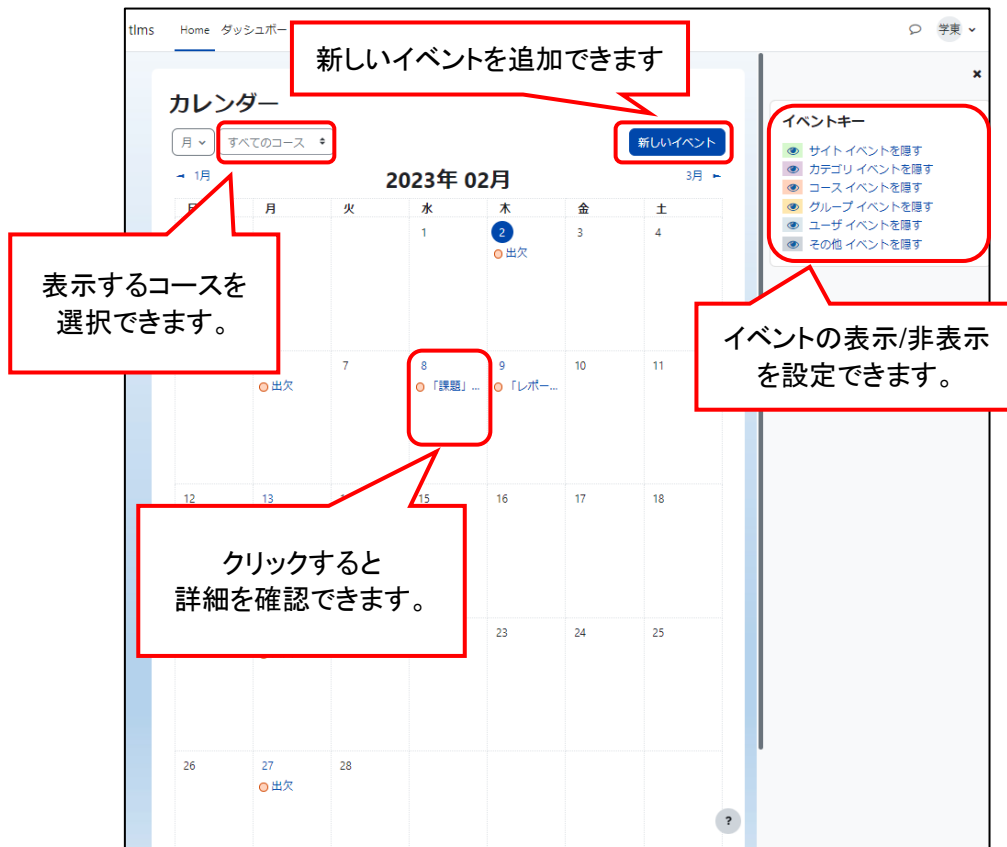 tlms Home ダッシュボー
学東
新しいイベントを追加できます
カレンダー
月 すべてのコース
新しいイベント
1月
2023年 02月
3月
月 火 水 木 金 土
1 2 3 4
出欠
表示するコースを
選択できます。
イベントキー
サイト イベントを隠す
カテゴリ イベントを隠す
コース イベントを隠す
グループ イベントを隠す
ユーザ イベントを隠す
その他 イベントを隠す
イベントの表示/非表示
を設定できます。
7 8 9 10 11
出欠 「課題」... 「レポー...
12 13 15 16 17 18
クリックすると
詳細を確認できます。
23 24 25
26 27 28
出欠
?